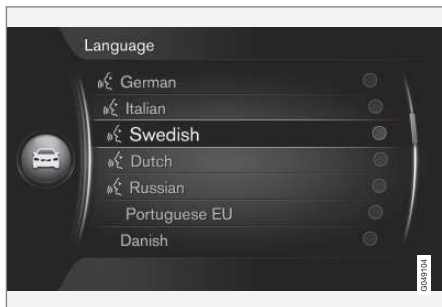 Language
German
Italian
Swedish
Dutch
Russian
Portuguese EU
Danish
G049104